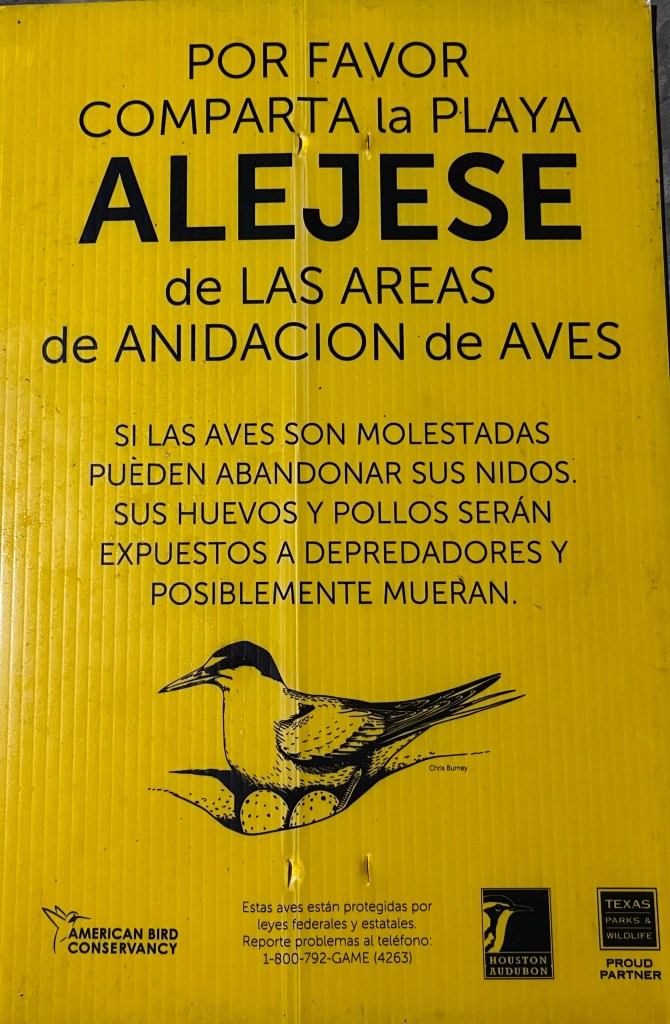 POR FAVOR
COMPARTA la PLAYA
ALEJESE
de LAS AREAS
de ANIDACION de AVES
SI LAS AVES SON MOLESTADAS
PUEDEN ABANDONAR SUS NIDOS.
SUS HUEVOS Y POLLOS SERÁN
EXPUESTOS A DEPREDADORES Y
POSIBLEMENTE MUERAN.
Chris Burney
AMERICAN BIRD
CONSERVANCY
Estas aves están protegidas por
leyes federales y estatales.
Reporte problemas al teléfono:
1-800-792-GAME (4263)
HOUSTON
AUDUBON
TEXAS
PARKS &
WILDLIFE
PROUD
PARTNER